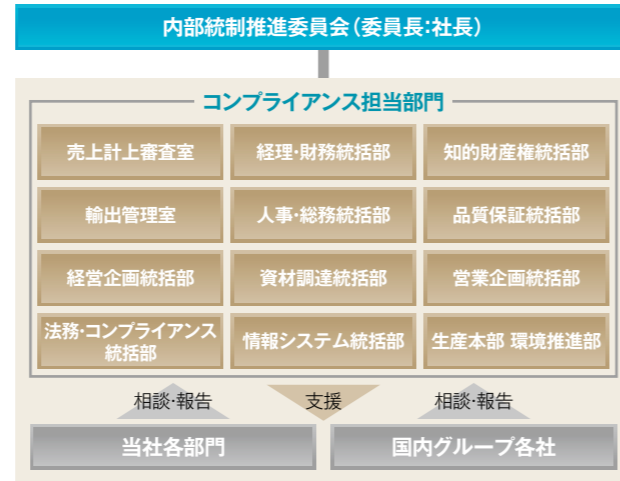 内部統制推進委員会（委員長：社長）
コンプライアンス担当部門
売上計上審査室
経理・財務統括部
知的財産権統括部
輸出管理室
人事・総務統括部
品質保証統括部
経営企画統括部
資材調達統括部
営業企画統括部
法務・コンプライアンス
統括部
情報システム統括部
生産本部 環境推進部
相談・報告
支援
相談・報告
当社各部門
国内グループ各社